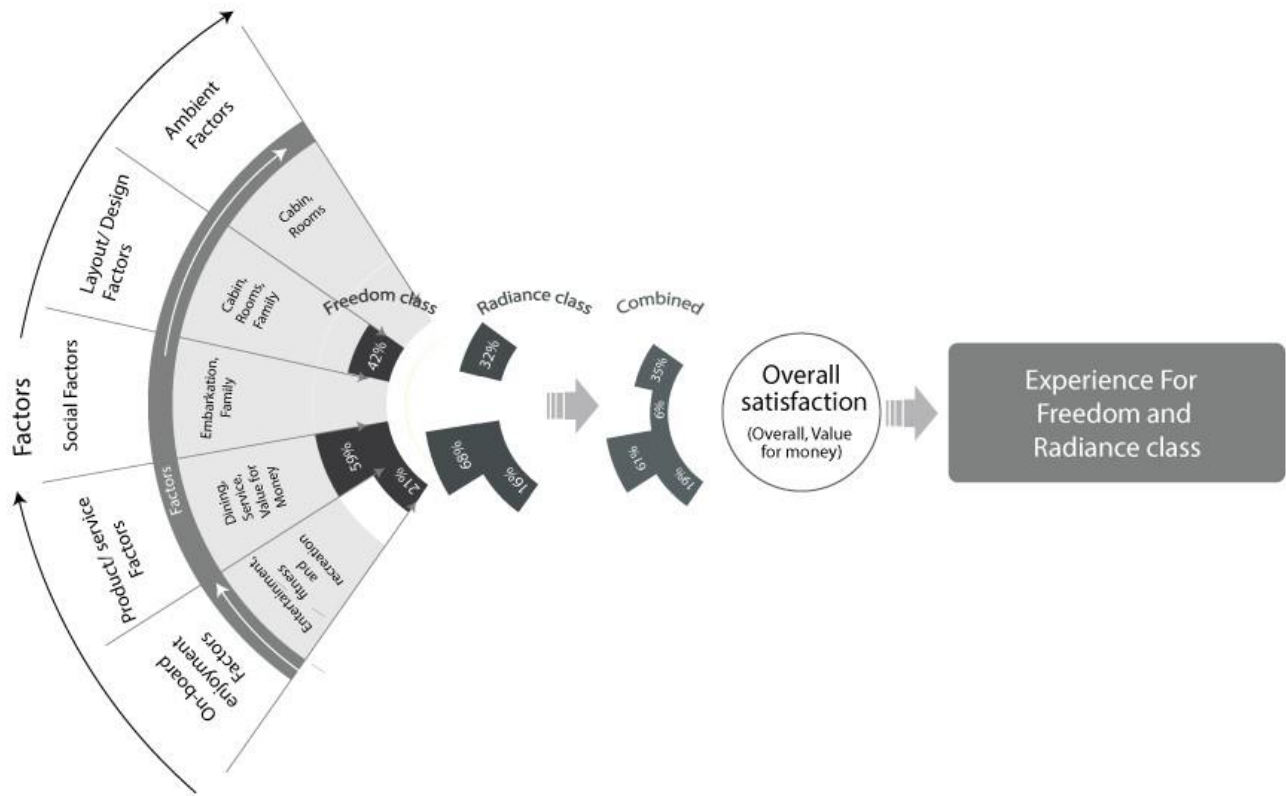 Factors
Ambient
Factors
Layout/ Design
Factors
Social Factors
Product/ service
Factors
On-board
enjoyment
Factors
Factors
Cabin,
Rooms
Cabin,
Rooms,
Family
Embarkation,
Family
Dining,
Service,
Value for
Money
Entertainment,
fitness
and
recreation
Freedom class
42%
59%
21%
Radiance class
32%
68%
16%
Combined
35%
6%
61%
19%
Overall
satisfaction
(Overall, Value
for money)
Experience For
Freedom and
Radiance class